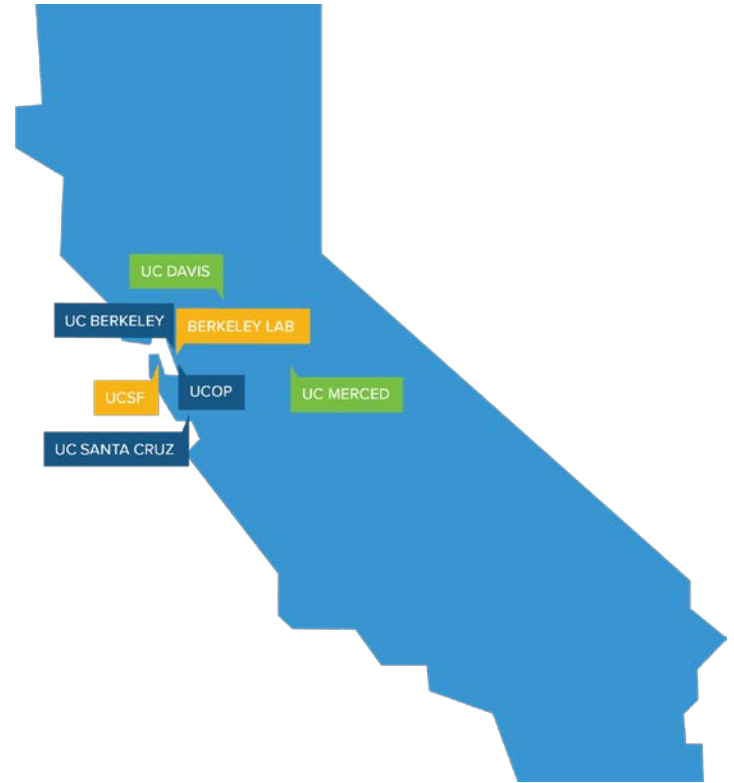 UC DAVIS
UC BERKELEY
BERKELEY LAB
UCSF
UCOP
UC MERCED
UC SANTA CRUZ